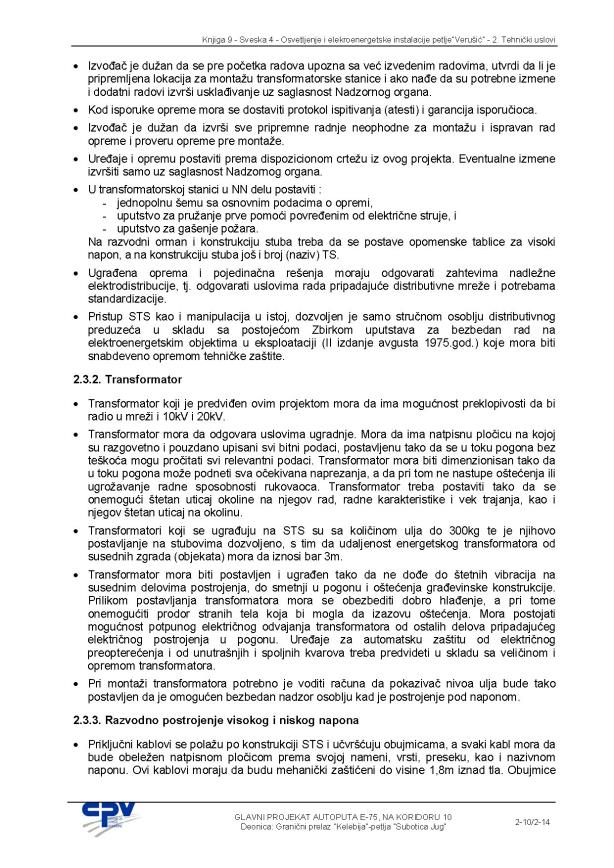 Knjiga 9 - Sveska 4 - Osvetljenje i elekroenergetske instalacije petlje"Verušić" - 2. Tehnički uslovi
• Izvođač je dužan da se pre početka radova upozna sa već izvedenim radovima, utvrdi da li je
pripremljena lokacija za montažu transformatorske stanice i ako nađe da su potrebne izmene
i dodatni radovi izvrši usklađivanje uz saglasnost Nadzornog organa.
• Kod isporuke opreme mora se dostaviti protokol ispitivanja (atesti) i garancija isporučioca.
• Izvođač je dužan da izvrši sve pripremne radnje neophodne za montažu i ispravan rad
opreme i proveru opreme pre montaže.
• Uređaje i opremu postaviti prema dispozicionom crtežu iz ovog projekta. Eventualne izmene
izvršiti samo uz saglasnost Nadzornog organa.
• U transformatorskoj stanici u NN delu postaviti :
- jednopolnu šemu sa osnovnim podacima o opremi,
- uputstvo za pružanje prve pomoći povređenim od električne struje, i
- uputstvo za gašenje požara.
Na razvodni orman i konstrukciju stuba treba da se postave opomenske tablice za visoki
napon, a na konstrukciju stuba još i broj (naziv) TS.
• Ugrađena oprema i pojedinačna rešenja moraju odgovarati zahtevima nadležne
elektrodistribucije, tj. odgovarati uslovima rada pripadajuće distributivne mreže i potrebama
standardizacije.
• Pristup STS kao i manipulacija u istoj, dozvoljen je samo stručnom osoblju distributivnog
preduzeća u skladu sa postojećom Zbirkom uputstava za bezbedan rad na
elektroenergetskim objektima u eksploataciji (II izdanje avgusta 1975.god.) koje mora biti
snabdeveno opremom tehničke zaštite.
2.3.2. Transformator
• Transformator koji je predviđen ovim projektom mora da ima mogućnost preklopivosti da bi
radio u mreži i 10kV i 20kV.
• Transformator mora da odgovara uslovima ugradnje. Mora da ima natpisnu pločicu na kojoj
su razgovetno i pouzdano upisani svi bitni podaci, postavljenu tako da se u toku pogona bez
teškoća mogu pročitati svi relevantni podaci. Transformator mora biti dimenzionisan tako da
u toku pogona može podneti sva očekivana naprezanja, a da pri tom ne nastupe oštećenja ili
ugrožavanje radne sposobnosti rukovaoca. Transformator treba postaviti tako da se
onemogući štetan uticaj okoline na njegov rad, radne karakteristike i vek trajanja, kao i
njegov štetan uticaj na okolinu.
• Transformatori koji se ugrađuju na STS su sa količinom ulja do 300kg te je njihovo
postavljanje na stubovima dozvoljeno, s tim da udaljenost energetskog transformatora od
susednih zgrada (objekata) mora da iznosi bar 3m.
• Transformator mora biti postavljen i ugrađen tako da ne dođe do štetnih vibracija na
susednim delovima postrojenja, do smetnji u pogonu i oštećenja građevinske konstrukcije.
Prilikom postavljanja transformatora mora se obezbediti dobro hlađenje, a pri tome
onemogućiti prodor stranih tela koja bi mogla da izazovu oštećenja. Mora postojati
mogućnost potpunog električnog odvajanja transformatora od ostalih delova pripadajućeg
električnog postrojenja u pogonu. Uređaje za automatsku zaštitu od električnog
preopterećenja i od unutrašnjih i spoljnih kvarova treba predvideti u skladu sa veličinom i
opremom transformatora.
• Pri montaži transformatora potrebno je voditi računa da pokazivač nivoa ulja bude tako
postavljen da je omogućen bezbedan nadzor osoblju kad je postrojenje pod naponom.
2.3.3. Razvodno postrojenje visokog i niskog napona
• Priključni kablovi se polažu po konstrukciji STS i učvršćuju obujmicama, a svaki kabl mora da
bude obeležen natpisnom pločicom prema svojoj nameni, vrsti, preseku, kao i nazivnom
naponu. Ovi kablovi moraju da budu mehanički zaštićeni do visine 1,8m iznad tla. Obujmice
CPV
GLAVNI PROJEKAT AUTOPUTA E-75, NA KORIDORU 10
Deonica: Granični prelaz "Kelebija"-petlja "Subotica Jug"
2-10/2-14